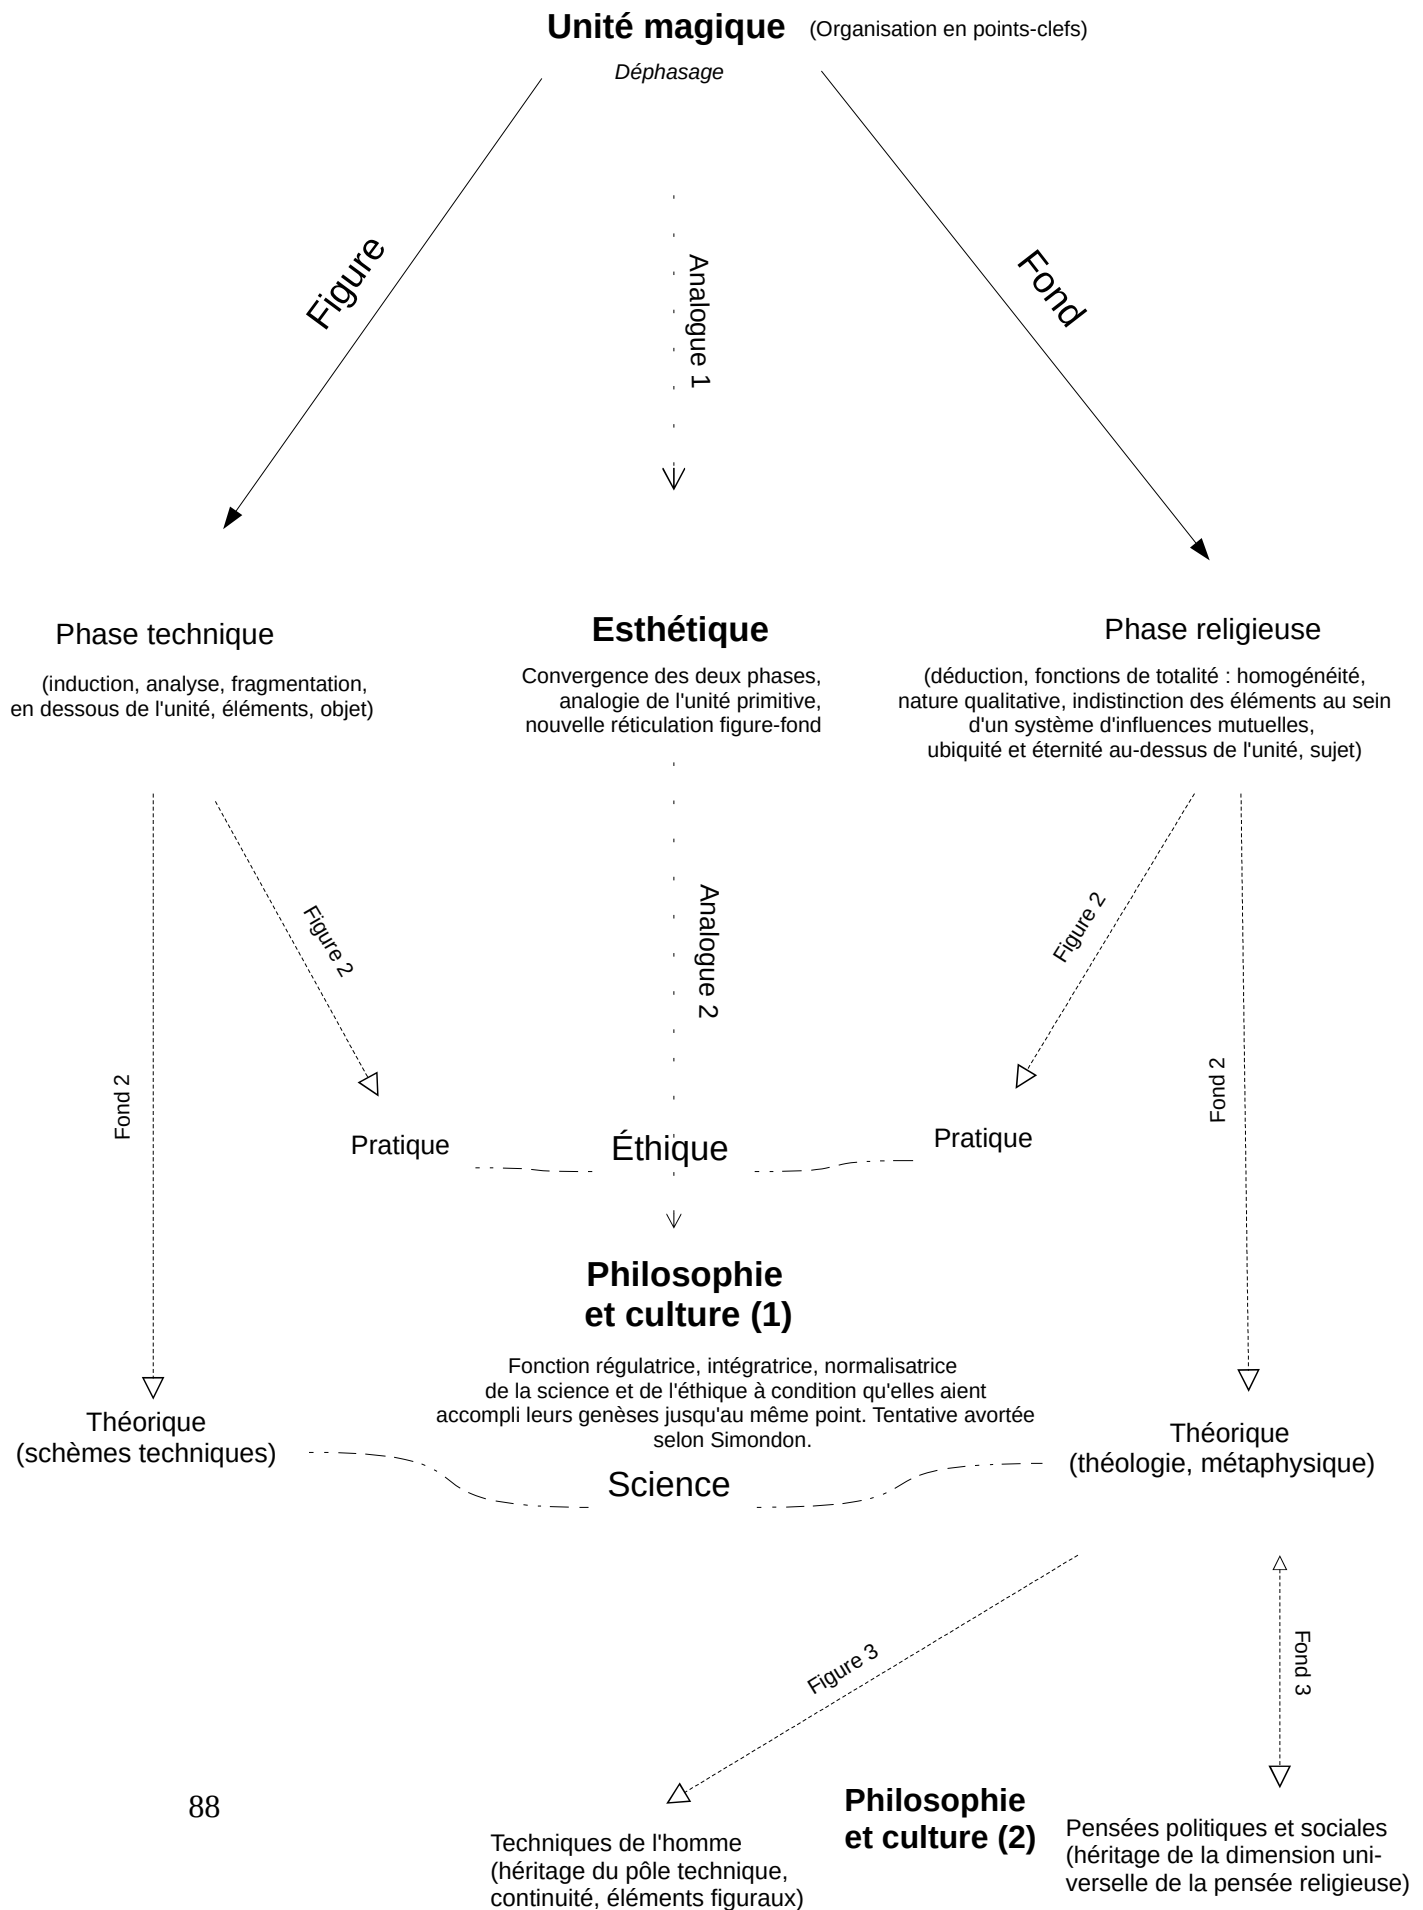 Unité magique (Organisation en points-clefs)
Déphasage
Figure
Analogue 1
Fond
Phase technique
(induction, analyse, fragmentation,
en dessous de l'unité, éléments, objet)
Esthétique
Convergence des deux phases,
analogie de l'unité primitive,
nouvelle réticulation figure-fond
Phase religieuse
(déduction, fonctions de totalité : homogénéité,
nature qualitative, indistinction des éléments au sein
d'un système d'influences mutuelles,
ubiquité et éternité au-dessus de l'unité, sujet)
Fond 2
Figure 2
Analogue 2
Figure 2
Fond 2
Pratique
Éthique
Pratique
Philosophie
et culture (1)
Fonction régulatrice, intégratrice, normalisatrice
de la science et de l'éthique à condition qu'elles aient
accompli leurs genèses jusqu'au même point. Tentative avortée
selon Simondon.
Théorique
(schèmes techniques)
Science
Théorique
(théologie, métaphysique)
Figure 3
Fond 3
88
Techniques de l'homme
(héritage du pôle technique,
continuité, éléments figuraux)
Philosophie
et culture (2)
Pensées politiques et sociales
(héritage de la dimension uni-
verselle de la pensée religieuse)